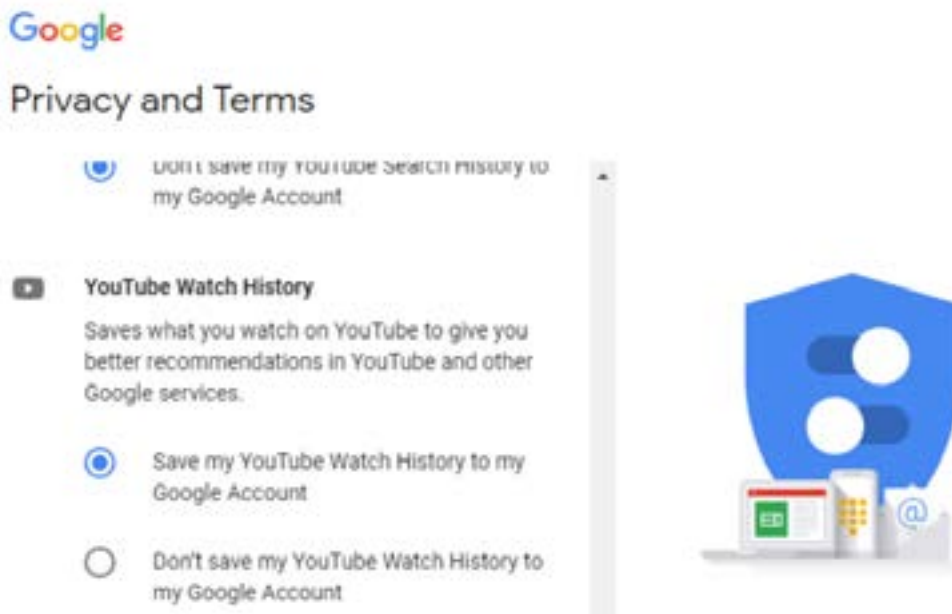 Google
Privacy and Terms
Don't save my YouTube Search History to
my Google Account
YouTube Watch History
Saves what you watch on YouTube to give you
better recommendations in YouTube and other
Google services.
Save my YouTube Watch History to my
Google Account
Don't save my YouTube Watch History to
my Google Account
@